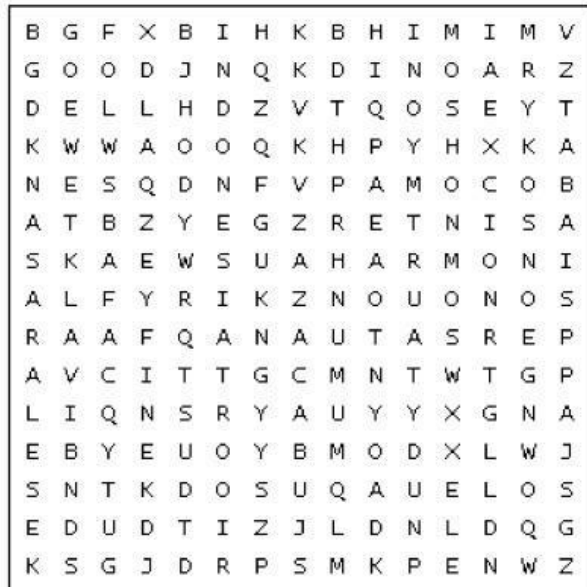 B G F X B I H K B H I M I M V
G O O D J N Q K D I N O A R Z
D E L L H D Z V T Q O S E Y T
K W W A O O Q K H P Y H X K A
N E S Q D N F V P A M O C O B
A T B Z Y E G Z R E T N I S A
S K A E W S U A H A R M O N I
A L F Y R I K Z N O U O N O S
R A A F Q A N A U T A S R E P
A V C I T T G C M N T W T G P
L I Q N S R Y A U Y Y X G N A
E B Y E U O Y B M O D X L W J
S N T K D O S U Q A U E L O S
E D U D T I Z J L D N L D Q G
K S G J D R P S M K P E N W Z